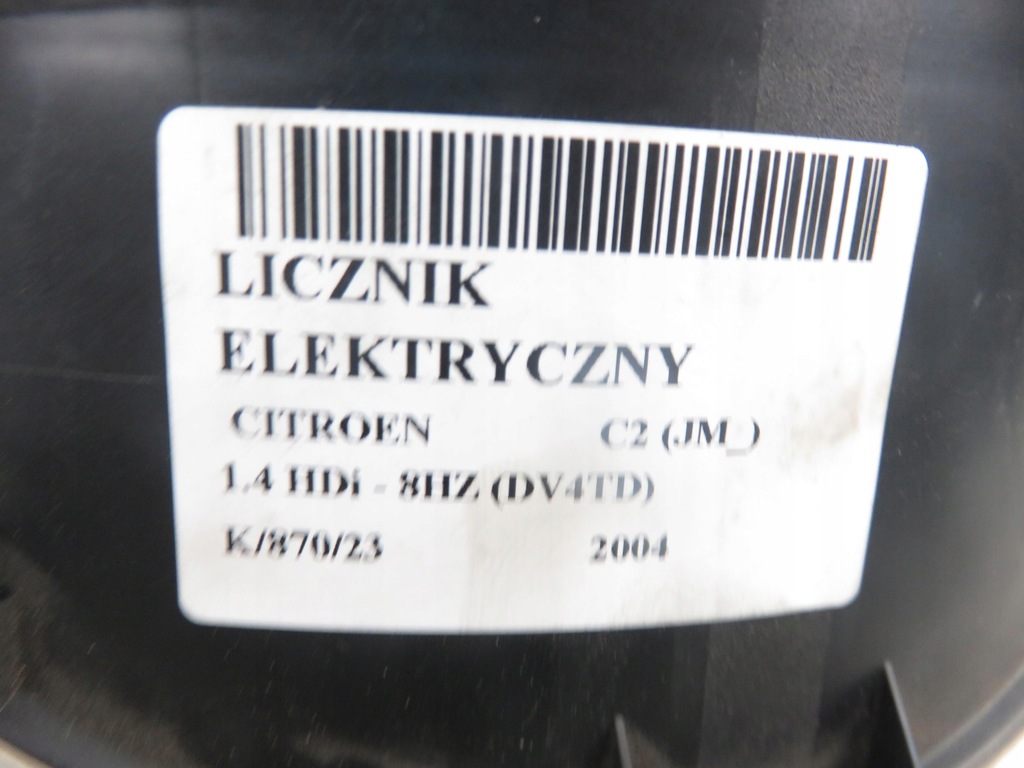 LICZNIK
ELEKTRYCZNY
CITROEN C2 (JM_)
1.4 HDi - 8HZ (DV4TD)
K/870/23 2004